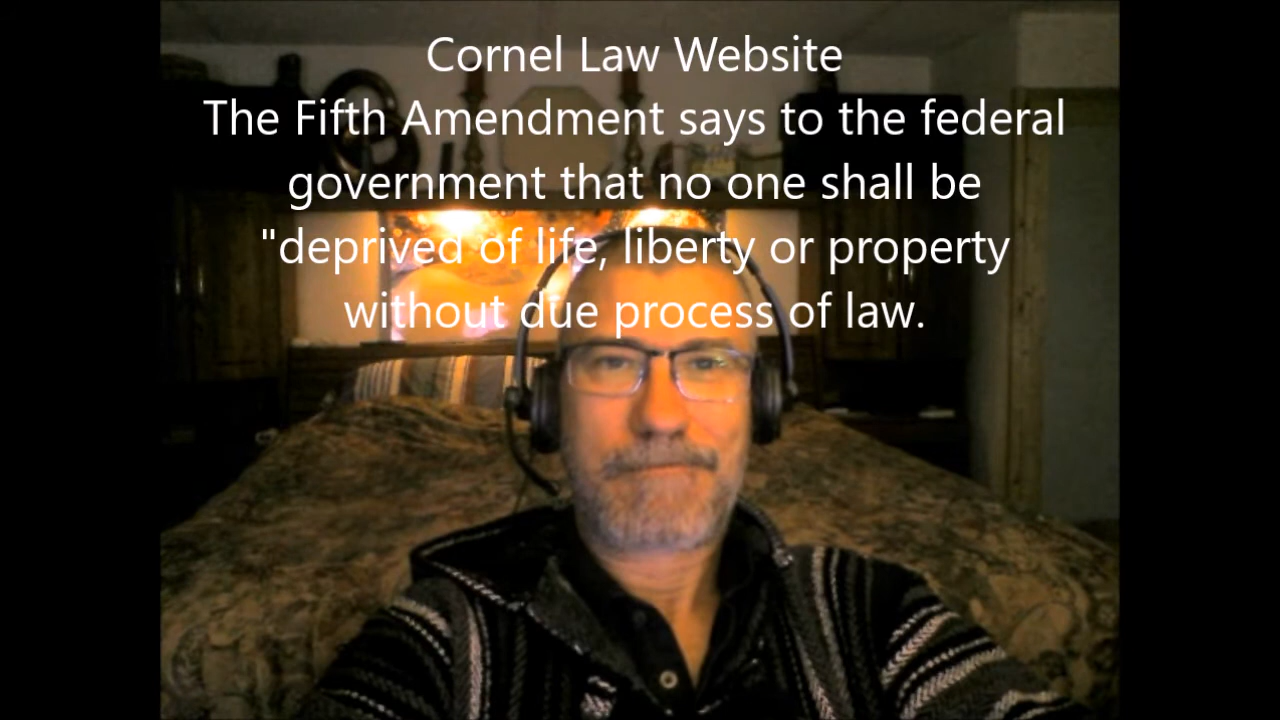 Cornel Law Website
The Fifth Amendment says to the federal
government that no one shall be
"deprived of life, liberty or property
without due process of law.